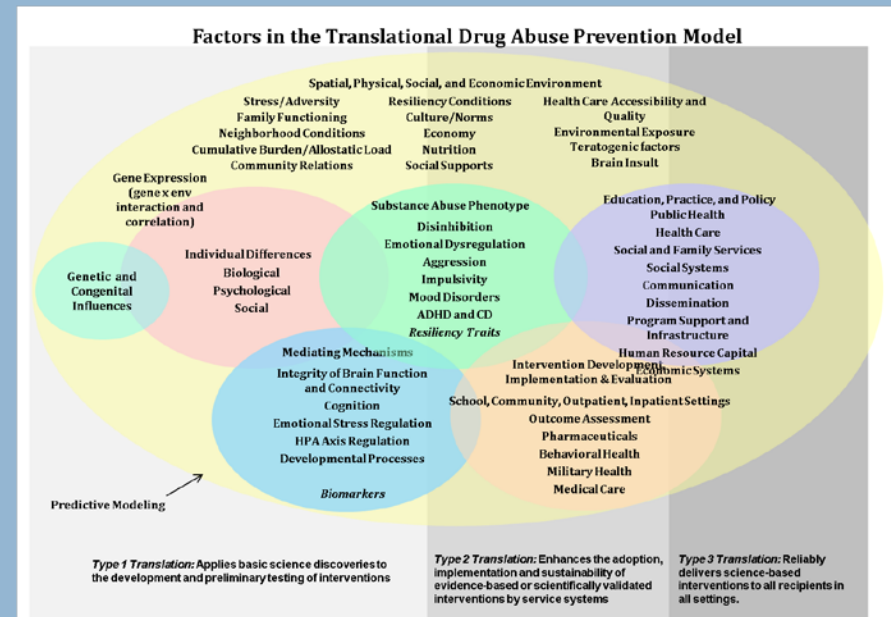 Factors in the Translational Drug Abuse Prevention Model
Spatial, Physical, Social, and Economic Environment
Stress/Adversity
Family Functioning
Neighborhood Conditions
Cumulative Burden/Allostatic Load
Community Relations
Resiliency Conditions
Culture/Norms
Economy
Nutrition
Social Supports
Health Care Accessibility and
Quality
Environmental Exposure
Teratogenic factors
Brain Insult
Gene Expression
(gene x env
interaction and
correlation)
Genetic and
Congenital
Influences
Individual Differences
Biological
Psychological
Social
Substance Abuse Phenotype
Disinhibition
Emotional Dysregulation
Aggression
Impulsivity
Mood Disorders
ADHD and CD
Resiliency Traits
Education, Practice, and Policy
Public Health
Health Care
Social and Family Services
Social Systems
Communication
Dissemination
Program Support and
Infrastructure
Human Resource Capital
Economic Systems
Mediating Mechanisms
Integrity of Brain Function
and Connectivity
Cognition
Emotional Stress Regulation
HPA Axis Regulation
Developmental Processes
Biomarkers
Intervention Development,
Implementation & Evaluation
School, Community, Outpatient, Inpatient Settings
Outcome Assessment
Pharmaceuticals
Behavioral Health
Military Health
Medical Care
Predictive Modeling
Type 1 Translation: Applies basic science discoveries to
the development and preliminary testing of interventions
Type 2 Translation: Enhances the adoption,
implementation and sustainability of
evidence-based or scientifically validated
interventions by service systems
Type 3 Translation: Reliably
delivers science-based
interventions to all recipients in
all settings.